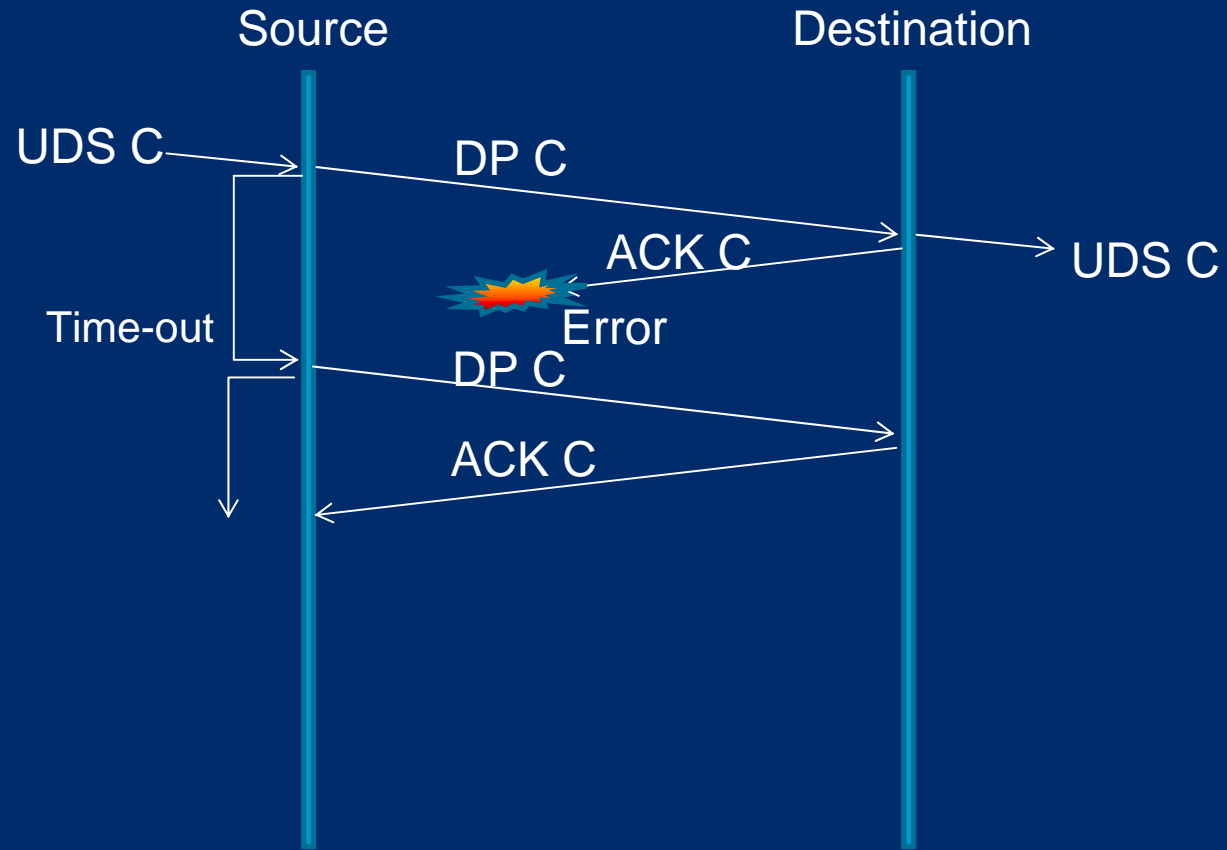 Source
Destination
UDS C
DP C
ACK C
UDS C
Time-out
Error
DP C
ACK C